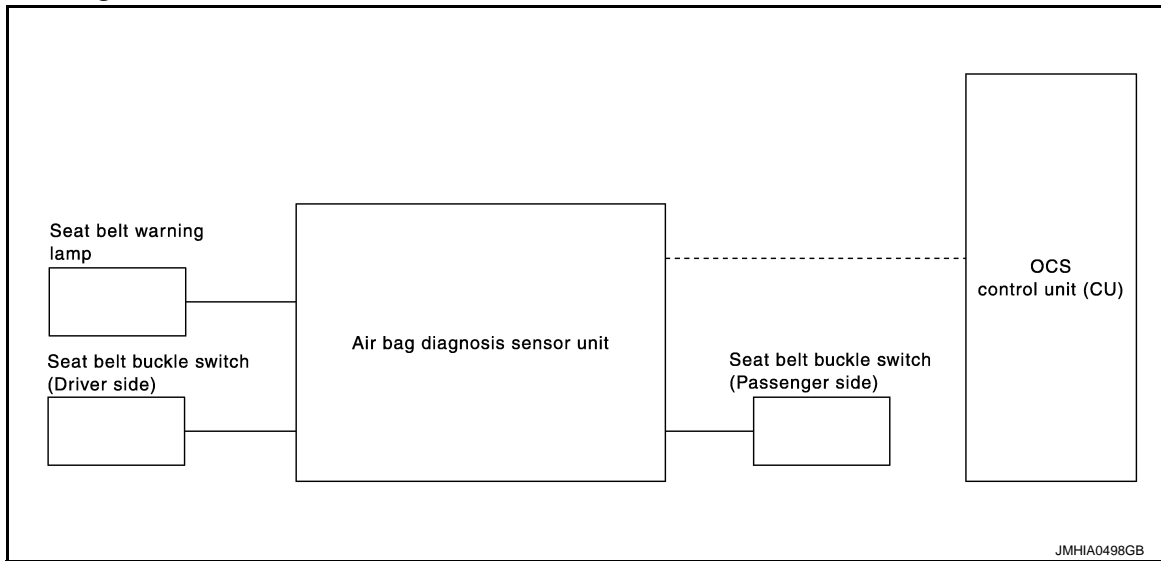 Seat belt warning
lamp
Seat belt buckle switch
(Driver side)
Air bag diagnosis sensor unit
Seat belt buckle switch
(Passenger side)
OCS
control unit (CU)
JMHIA0498GB